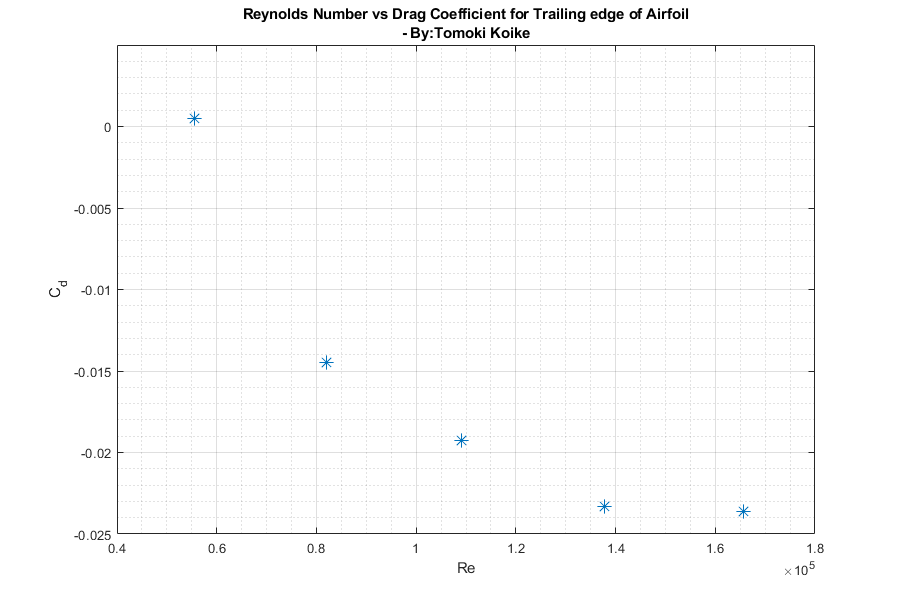 Reynolds Number vs Drag Coefficient for Trailing edge of Airfoil
- By:Tomoki Koike
0
-0.005
-0.01
-0.015
-0.02
-0.025
C_d
0.4 0.6 0.8 1 1.2 1.4 1.6 1.8
Re
×10^5